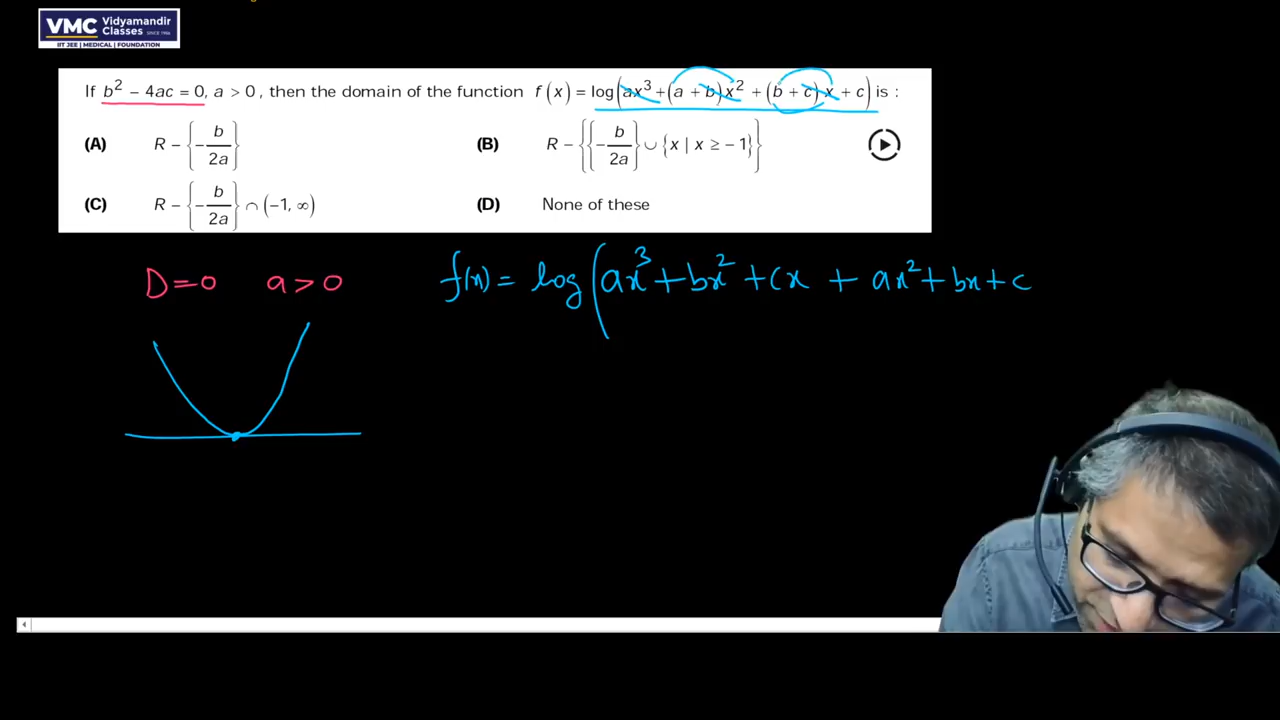 VMC Vidyamandir Classes SINCE 1986
IIT JEE | MEDICAL | FOUNDATION
If b² − 4ac = 0, a > 0, then the domain of the function f(x) = log(ax³ + (a + b)x² + (b + c)x + c) is :
(A) R − {−b/2a}
(B) R − {{−b/2a} ∪ {x | x ≥ −1}}
(C) R − {−b/2a} ∩ (−1, ∞)
(D) None of these
D=0 a>0 f(x) = log(ax³ + bx² + cx + ax² + bx + c